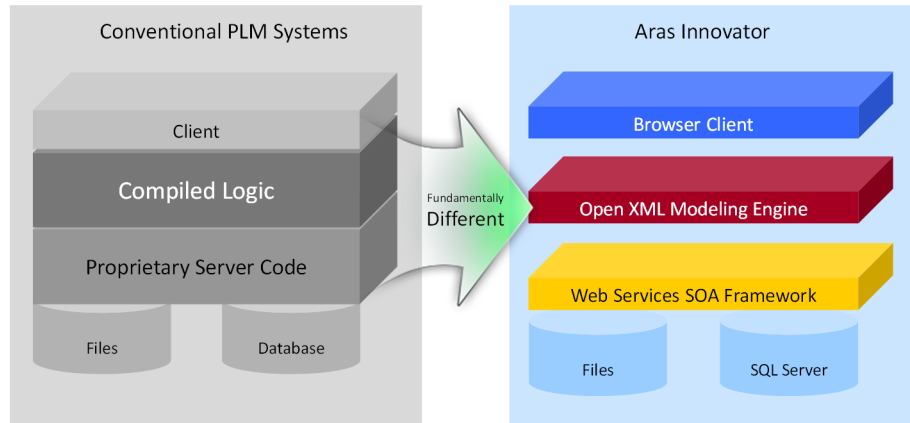 Conventional PLM Systems
Client
Compiled Logic
Proprietary Server Code
Files
Database
Fundamentally
Different
Aras Innovator
Browser Client
Open XML Modeling Engine
Web Services SOA Framework
Files
SQL Server